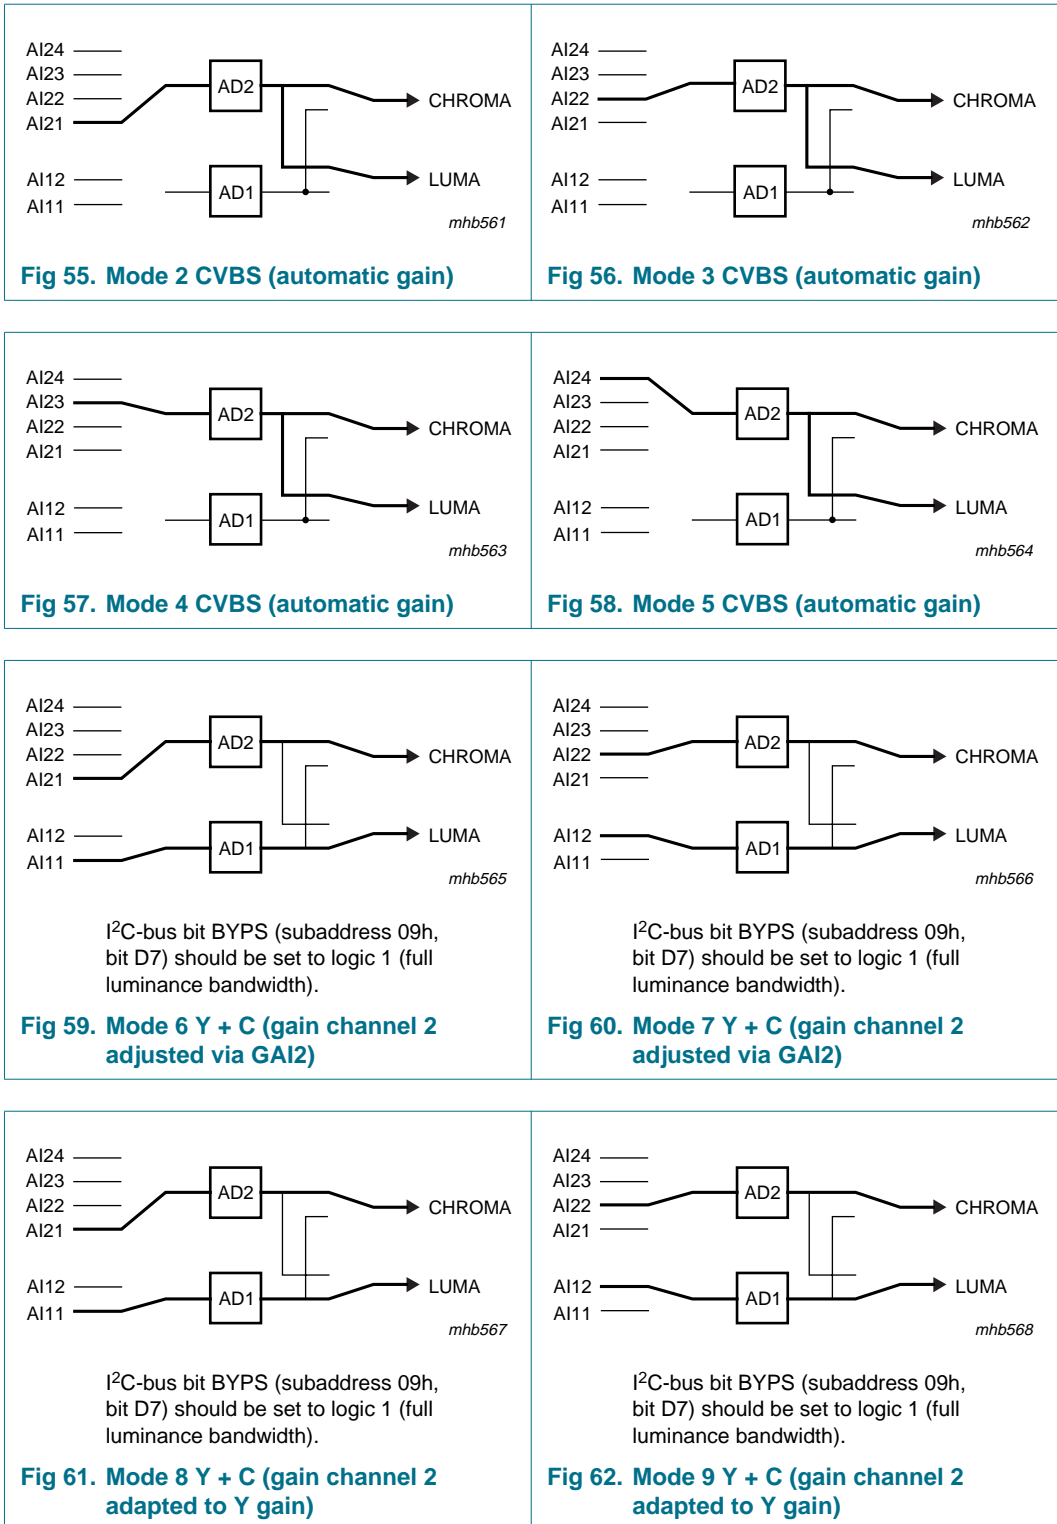 AI24
AI23
AI22
AI21
AI12
AI11
AD2
AD1
CHROMA
LUMA
mhb561
Fig 55. Mode 2 CVBS (automatic gain)
AI24
AI23
AI22
AI21
AI12
AI11
AD2
AD1
CHROMA
LUMA
mhb562
Fig 56. Mode 3 CVBS (automatic gain)
AI24
AI23
AI22
AI21
AI12
AI11
AD2
AD1
CHROMA
LUMA
mhb563
Fig 57. Mode 4 CVBS (automatic gain)
AI24
AI23
AI22
AI21
AI12
AI11
AD2
AD1
CHROMA
LUMA
mhb564
Fig 58. Mode 5 CVBS (automatic gain)
AI24
AI23
AI22
AI21
AI12
AI11
AD2
AD1
CHROMA
LUMA
mhb565
I²C-bus bit BYPS (subaddress 09h,
bit D7) should be set to logic 1 (full
luminance bandwidth).
Fig 59. Mode 6 Y + C (gain channel 2
adjusted via GAI2)
AI24
AI23
AI22
AI21
AI12
AI11
AD2
AD1
CHROMA
LUMA
mhb566
I²C-bus bit BYPS (subaddress 09h,
bit D7) should be set to logic 1 (full
luminance bandwidth).
Fig 60. Mode 7 Y + C (gain channel 2
adjusted via GAI2)
AI24
AI23
AI22
AI21
AI12
AI11
AD2
AD1
CHROMA
LUMA
mhb567
I²C-bus bit BYPS (subaddress 09h,
bit D7) should be set to logic 1 (full
luminance bandwidth).
Fig 61. Mode 8 Y + C (gain channel 2
adapted to Y gain)
AI24
AI23
AI22
AI21
AI12
AI11
AD2
AD1
CHROMA
LUMA
mhb568
I²C-bus bit BYPS (subaddress 09h,
bit D7) should be set to logic 1 (full
luminance bandwidth).
Fig 62. Mode 9 Y + C (gain channel 2
adapted to Y gain)